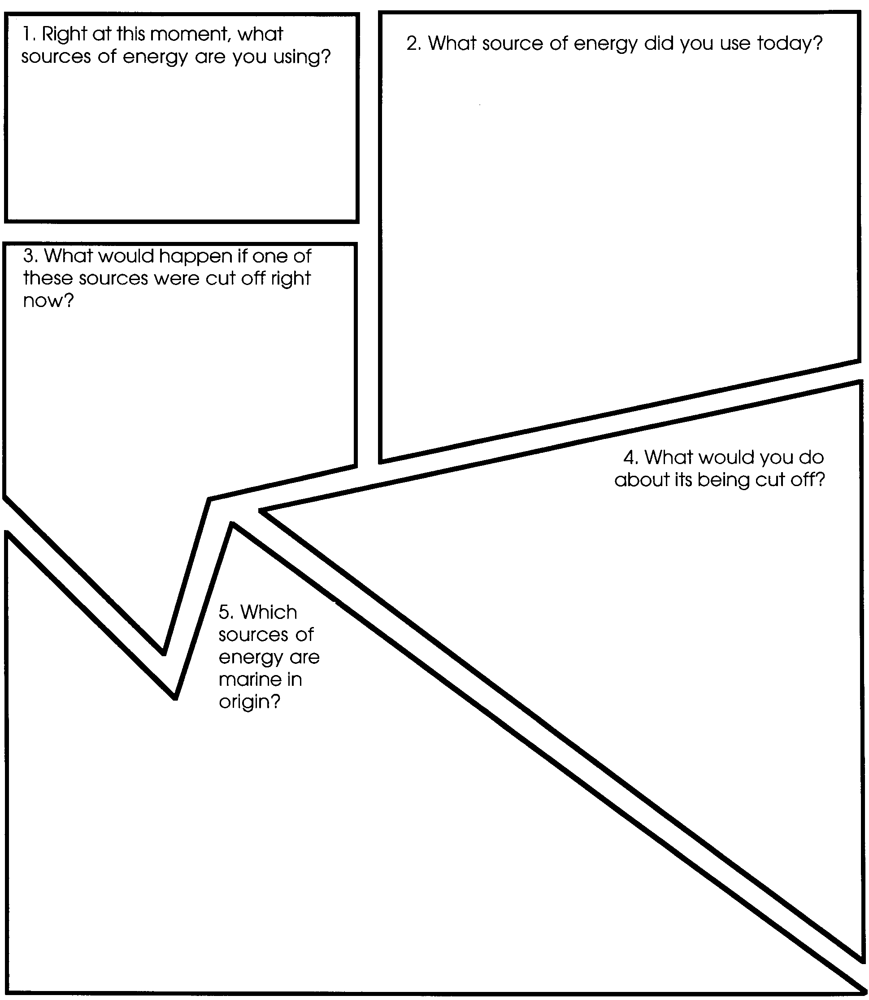 1. Right at this moment, what
sources of energy are you using?
2. What source of energy did you use today?
3. What would happen if one of
these sources were cut off right
now?
4. What would you do
about its being cut off?
5. Which
sources of
energy are
marine in
origin?